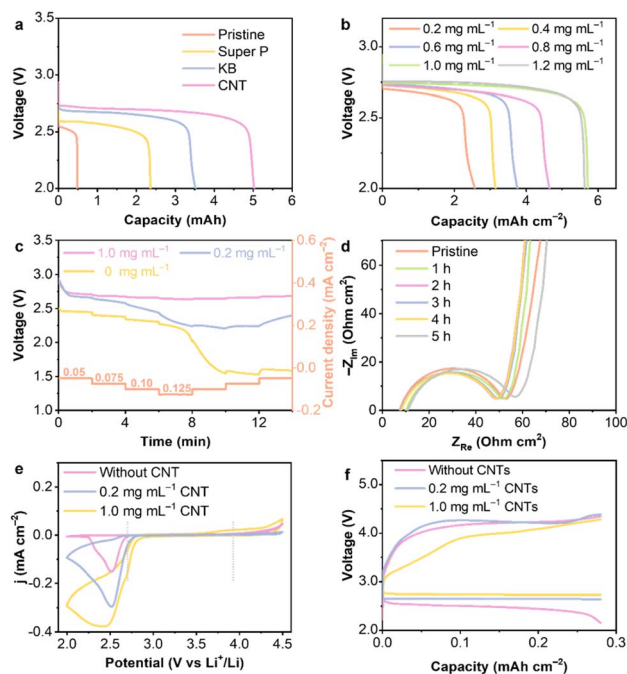 a
Pristine
Super P
KB
CNT
Voltage (V)
3.5
3.0
2.5
2.0
0 1 2 3 4 5 6
Capacity (mAh)
b
0.2 mg mL⁻¹ 0.4 mg mL⁻¹
0.6 mg mL⁻¹ 0.8 mg mL⁻¹
1.0 mg mL⁻¹ 1.2 mg mL⁻¹
Voltage (V)
3.0
2.5
2.0
0 2 4 6
Capacity (mAh cm⁻²)
c
1.0 mg mL⁻¹ 0.2 mg mL⁻¹
0 mg mL⁻¹
Voltage (V)
3.5
3.0
2.5
2.0
1.5
1.0
0.05
0.075
0.10
0.125
0 4 8 12
Time (min)
0.6
0.4
0.2
0.0
-0.2
Current density (mA cm⁻²)
d
Pristine
1 h
2 h
3 h
4 h
5 h
−Z_Im (Ohm cm²)
60
40
20
0
0 20 40 60 80 100
Z_Re (Ohm cm²)
e
Without CNT
0.2 mg mL⁻¹ CNT
1.0 mg mL⁻¹ CNT
j (mA cm⁻²)
0.2
0.0
-0.2
-0.4
2.0 2.5 3.0 3.5 4.0 4.5
Potential (V vs Li⁺/Li)
f
Without CNTs
0.2 mg mL⁻¹ CNTs
1.0 mg mL⁻¹ CNTs
Voltage (V)
5.0
4.0
3.0
2.0
0.0 0.1 0.2 0.3
Capacity (mAh cm⁻²)